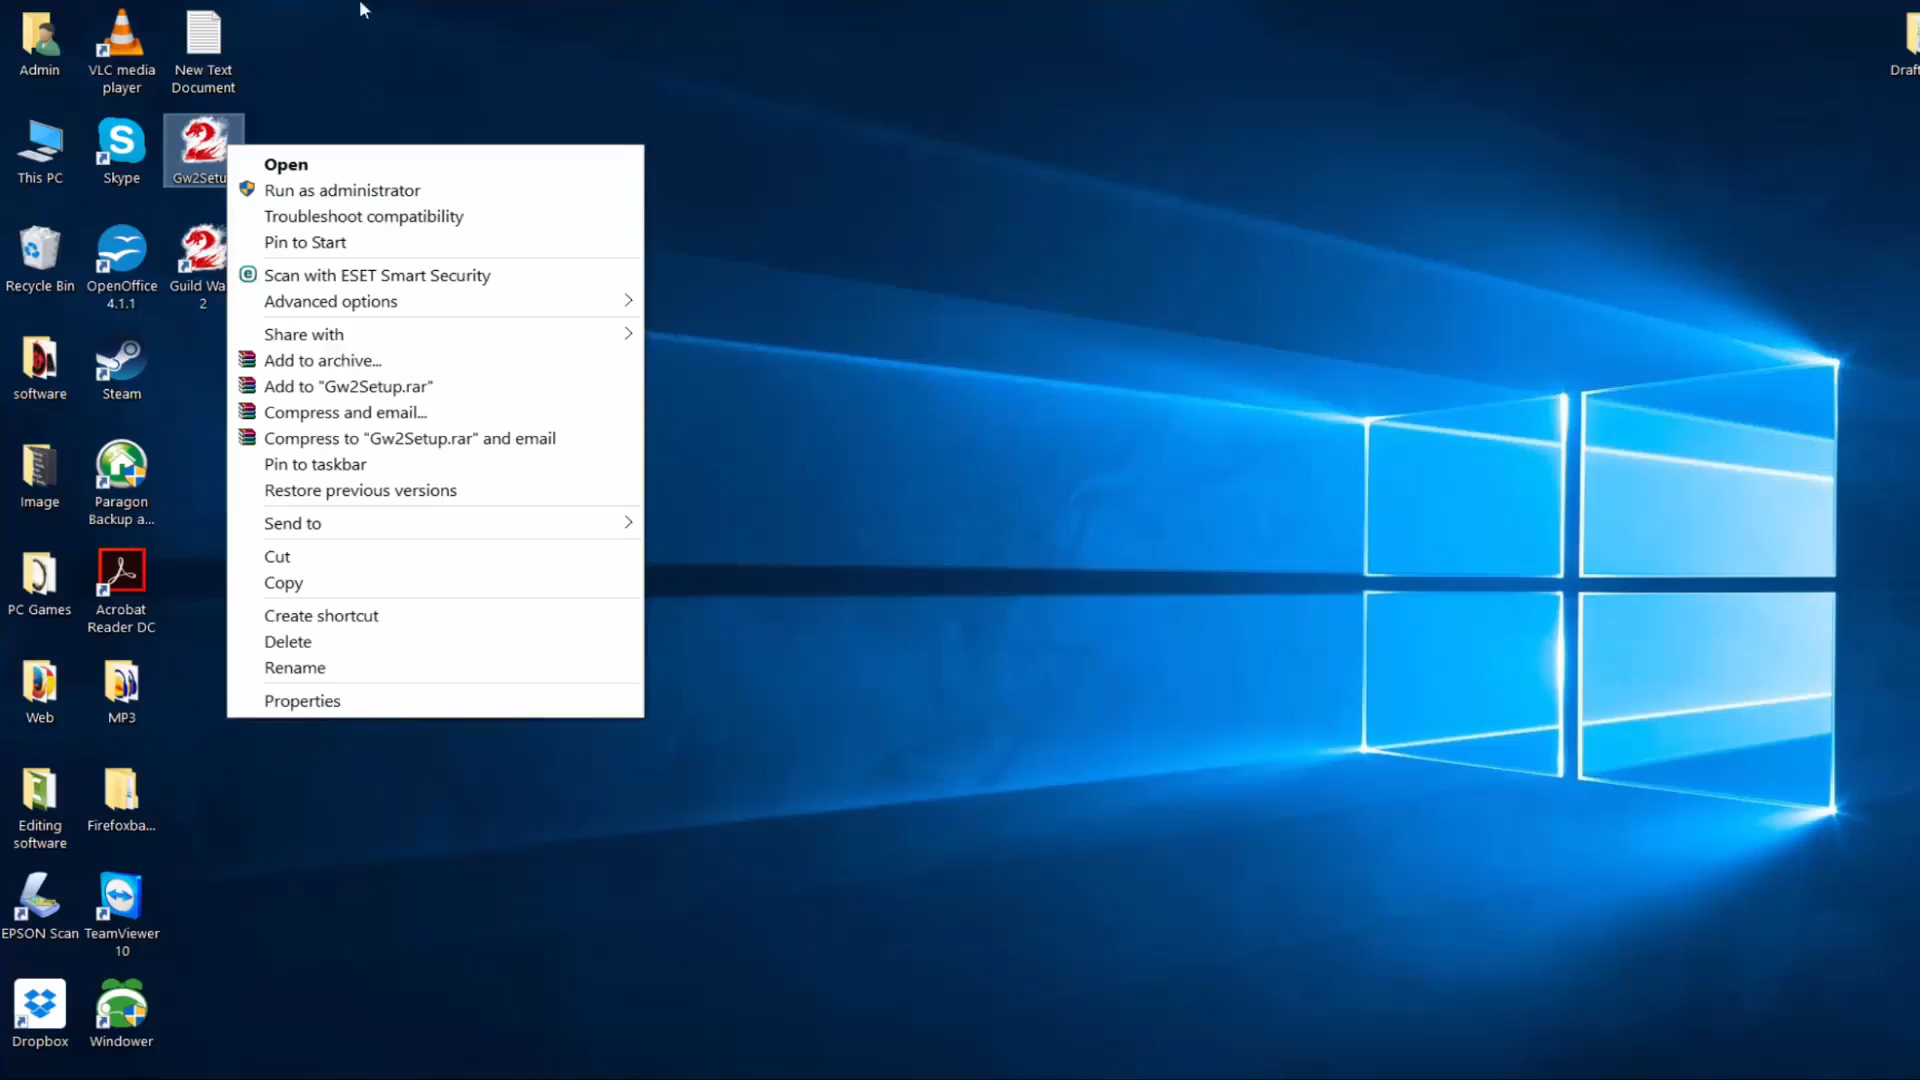 Admin
VLC media
player
New Text
Document
Draft
This PC
Skype
Gw2Setu
Recycle Bin
OpenOffice
4.1.1
Guild Wa
2
software
Steam
Image
Paragon
Backup a...
PC Games
Acrobat
Reader DC
Web
MP3
Editing
software
Firefoxba...
EPSON Scan
TeamViewer
10
Dropbox
Windower
Open
Run as administrator
Troubleshoot compatibility
Pin to Start
Scan with ESET Smart Security
Advanced options
Share with
Add to archive...
Add to "Gw2Setup.rar"
Compress and email...
Compress to "Gw2Setup.rar" and email
Pin to taskbar
Restore previous versions
Send to
Cut
Copy
Create shortcut
Delete
Rename
Properties